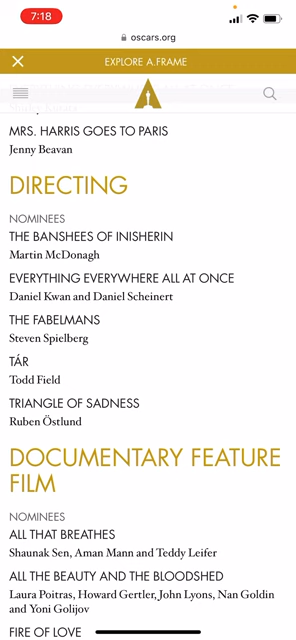 7:18
oscars.org
EXPLORE A.FRAME
MRS. HARRIS GOES TO PARIS
Jenny Beavan
DIRECTING
NOMINEES
THE BANSHEES OF INISHERIN
Martin McDonagh
EVERYTHING EVERYWHERE ALL AT ONCE
Daniel Kwan and Daniel Scheinert
THE FABELMANS
Steven Spielberg
TÁR
Todd Field
TRIANGLE OF SADNESS
Ruben Östlund
DOCUMENTARY FEATURE
FILM
NOMINEES
ALL THAT BREATHES
Shaunak Sen, Aman Mann and Teddy Leifer
ALL THE BEAUTY AND THE BLOODSHED
Laura Poitras, Howard Gertler, John Lyons, Nan Goldin
and Yoni Golijov
FIRE OF LOVE